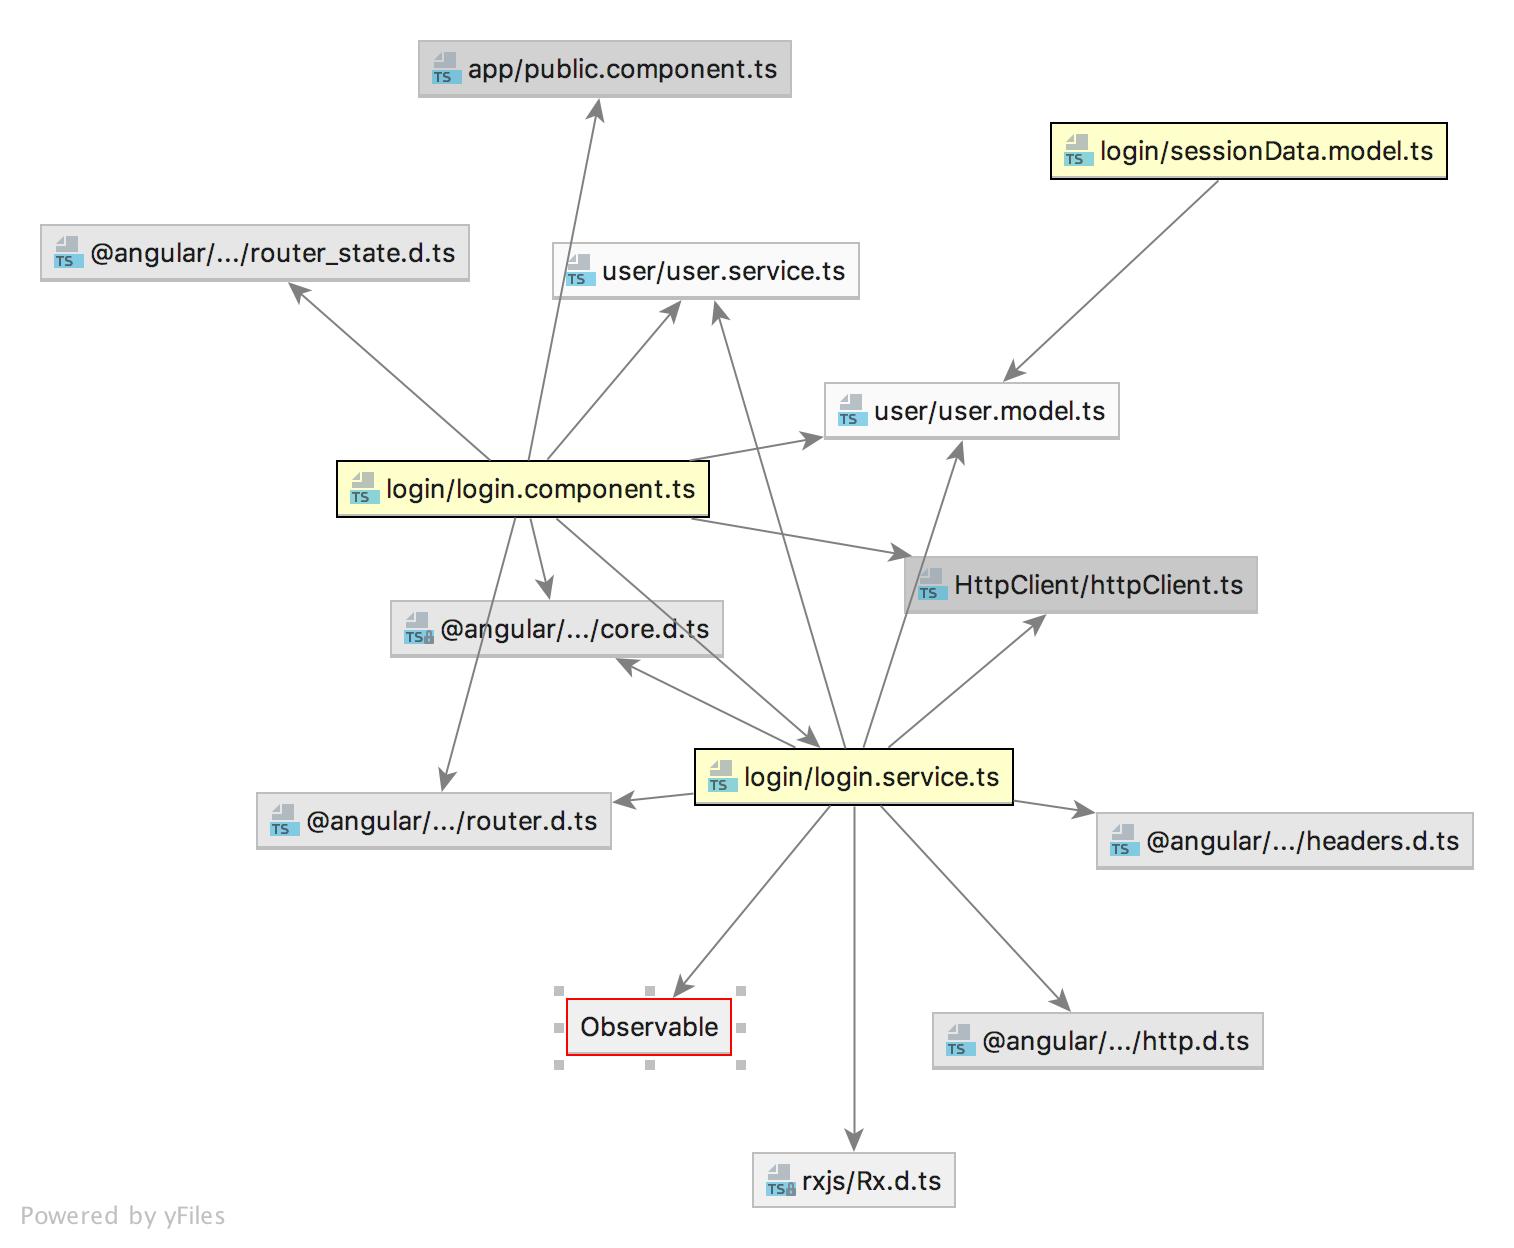 app/public.component.ts
login/sessionData.model.ts
@angular/.../router_state.d.ts
user/user.service.ts
user/user.model.ts
login/login.component.ts
HttpClient/httpClient.ts
@angular/.../core.d.ts
login/login.service.ts
@angular/.../router.d.ts
@angular/.../headers.d.ts
Observable
@angular/.../http.d.ts
rxjs/Rx.d.ts
Powered by yFiles
TS
TS
TS
TS
TS
TS
TS
TS
TS
TS
TS
TS
TS